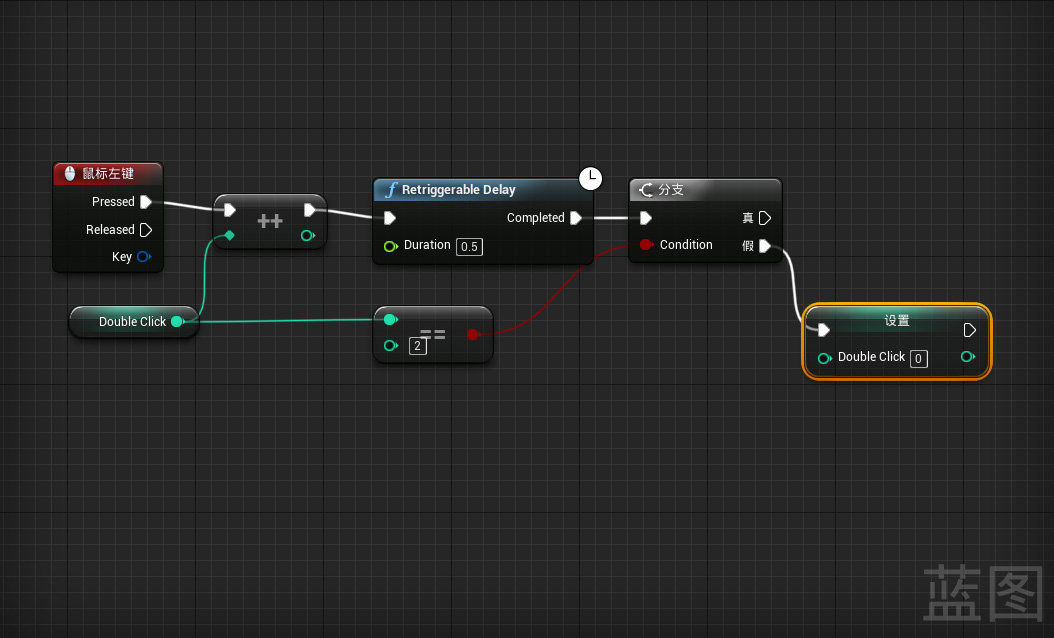 鼠标左键
Pressed
Released
Key
++
Double Click
Retriggerable Delay
Completed
Duration 0.5
==
2
分支
真
Condition
假
设置
Double Click 0
蓝图